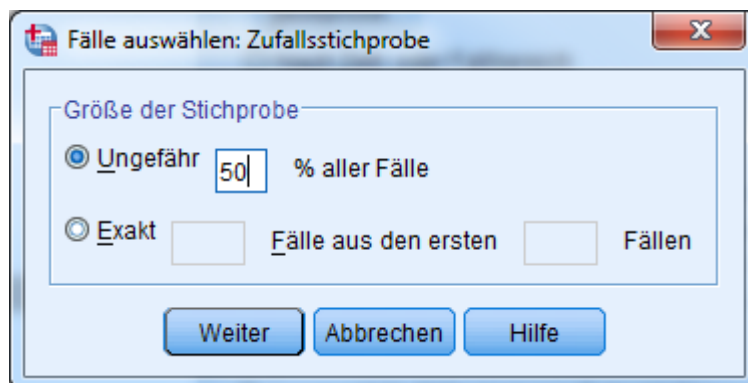 Fälle auswählen: Zufallsstichprobe
Größe der Stichprobe
Ungefähr 50 % aller Fälle
Exakt Fälle aus den ersten Fällen
Weiter Abbrechen Hilfe